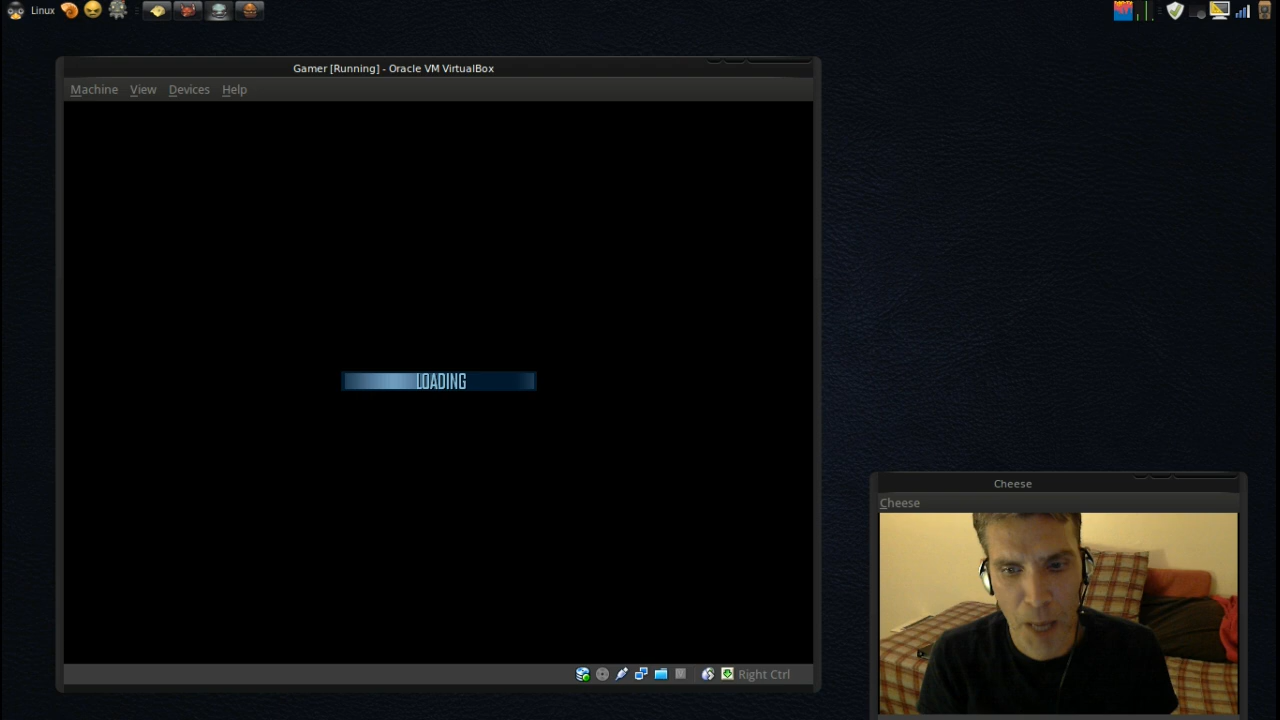 Linux
Gamer [Running] - Oracle VM VirtualBox
Machine View Devices Help
LOADING
Right Ctrl
Cheese
Cheese